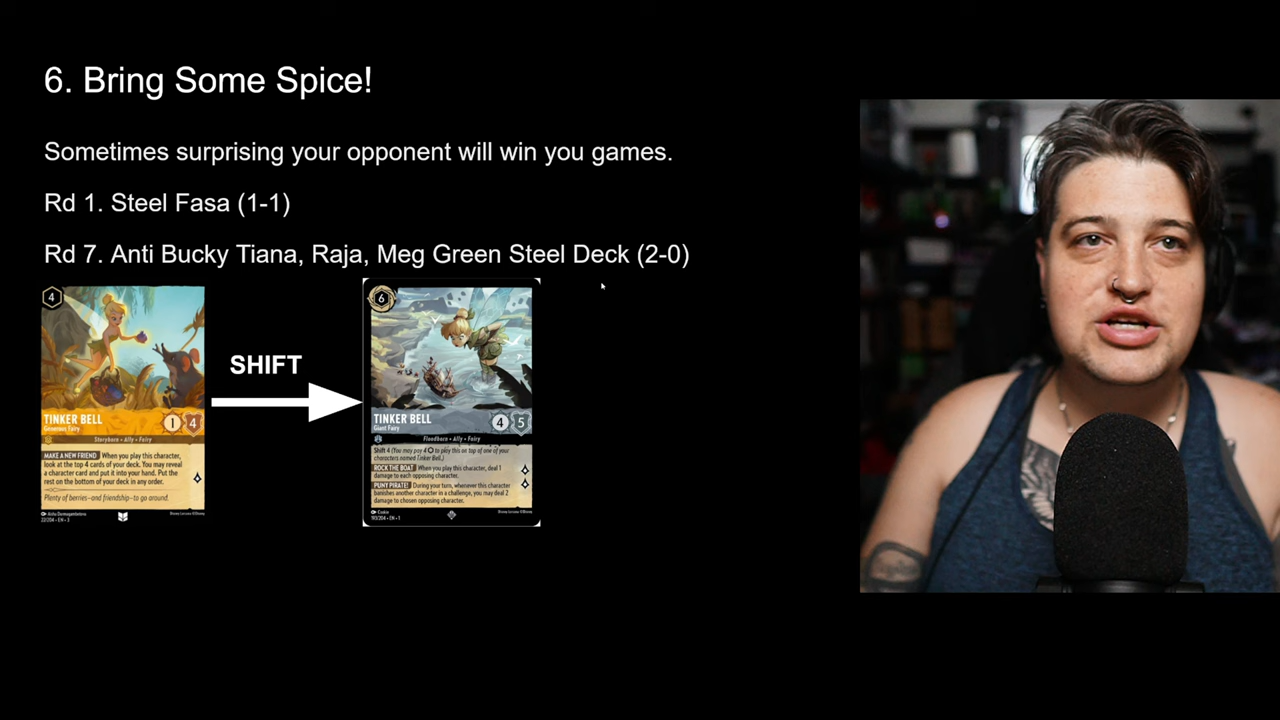 6. Bring Some Spice!
Sometimes surprising your opponent will win you games.
Rd 1. Steel Fasa (1-1)
Rd 7. Anti Bucky Tiana, Raja, Meg Green Steel Deck (2-0)
4
TINKER BELL
Generous Fairy
1 4
Storyborn • Ally • Fairy
MAKE A NEW FRIEND When you play this character,
look at the top 4 cards of your deck. You may reveal
a character card and put it into your hand. Put the
rest on the bottom of your deck in any order.
Plenty of berries—and friendship—to go around.
22/204 • EN • 3
SHIFT
6
TINKER BELL
Giant Fairy
4 5
Floodborn • Ally • Fairy
Shift 4 (You may pay 4 to play this on top of one of your
characters named Tinker Bell.)
ROCK THE BOAT When you play this character, deal 1
damage to each opposing character.
PUNY PIRATE! During your turn, whenever this character
banishes another character in a challenge, you may deal 2
damage to chosen opposing character.
193/204 • EN • 1